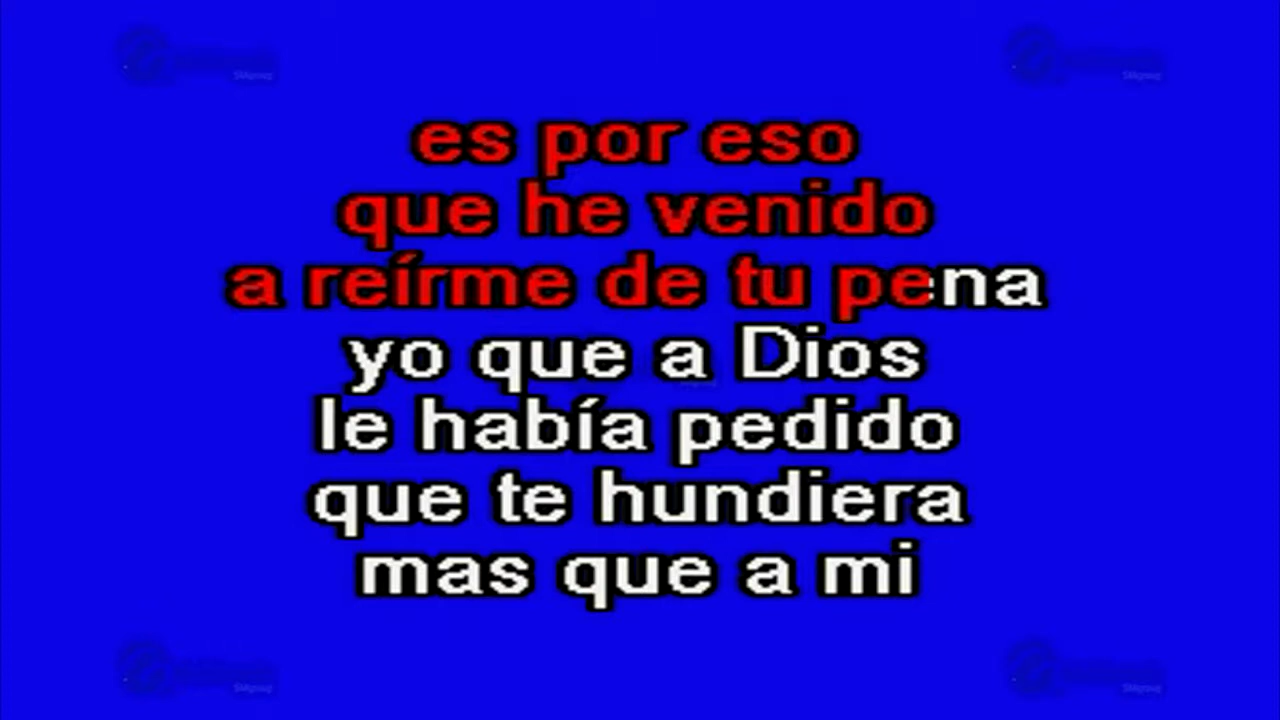 es por eso
que he venido
a reírme de tu pena
yo que a Dios
le había pedido
que te hundiera
mas que a mi